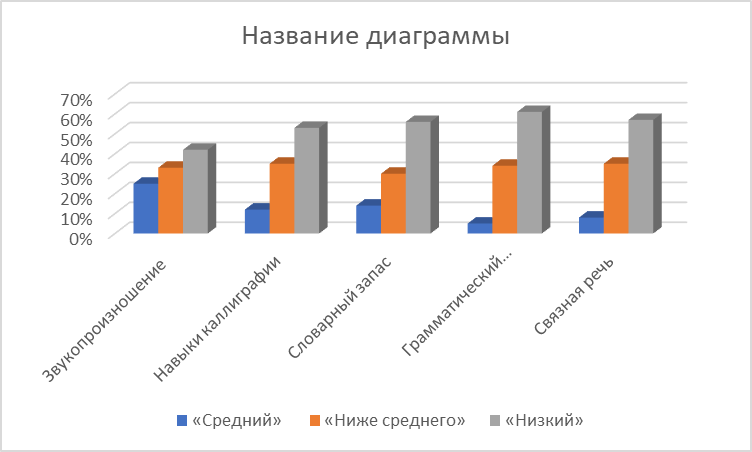 Название диаграммы
70%
60%
50%
40%
30%
20%
10%
0%
Звукопроизношение
Навыки каллиграфии
Словарный запас
Грамматический...
Связная речь
«Средний» «Ниже среднего» «Низкий»